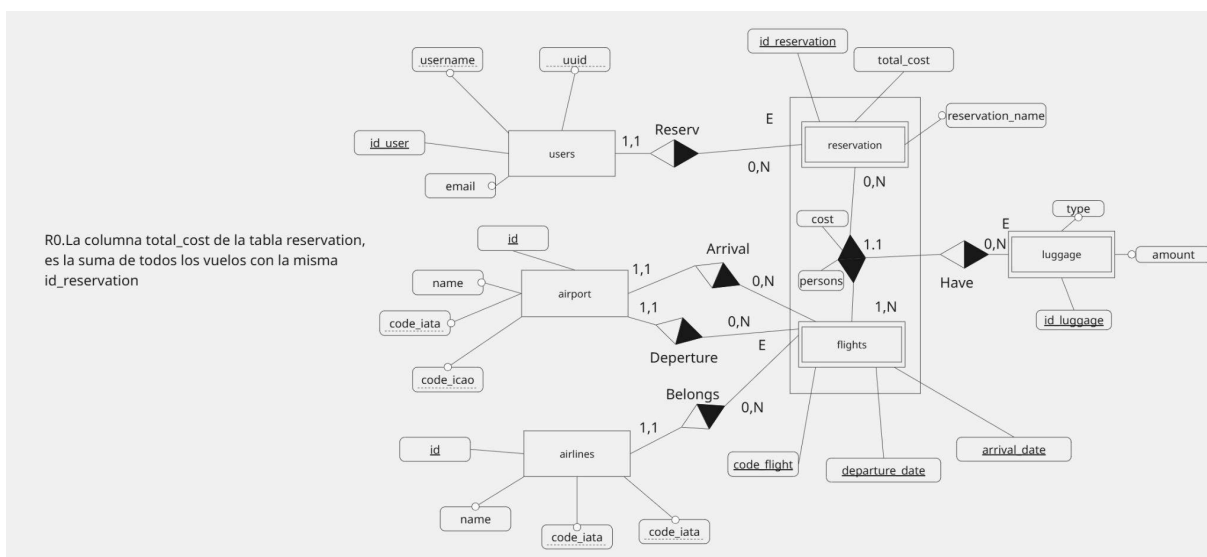 id_reservation
username
uuid
total_cost
reservation_name
E
Reserv
1,1
id_user
users
reservation
0,N
0,N
email
type
cost
E
R0.La columna total_cost de la tabla reservation,
es la suma de todos los vuelos con la misma
id_reservation
id
Arrival
1.1
0,N
luggage
amount
1,1
name
persons
Have
airport
0,N
1,1
code_iata
0,N
1,N
id_luggage
Deperture
E
flights
code_icao
Belongs
0,N
1,1
id
airlines
arrival_date
code_flight
departure_date
name
code_iata
code_iata